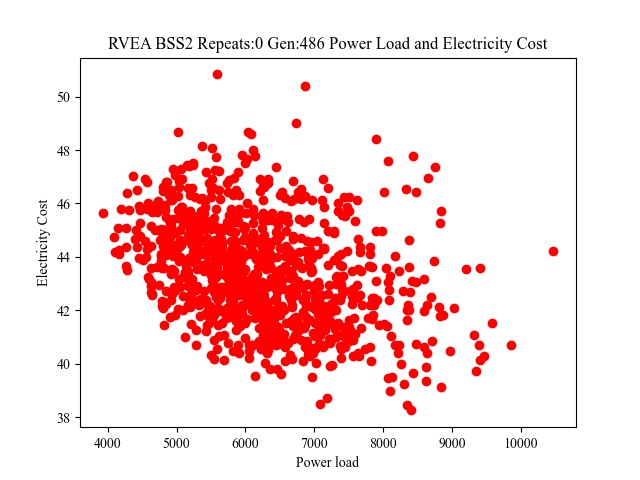 RVEA BSS2 Repeats:0 Gen:486 Power Load and Electricity Cost
50
48
46
44
42
40
38
Electricity Cost
4000 5000 6000 7000 8000 9000 10000
Power load